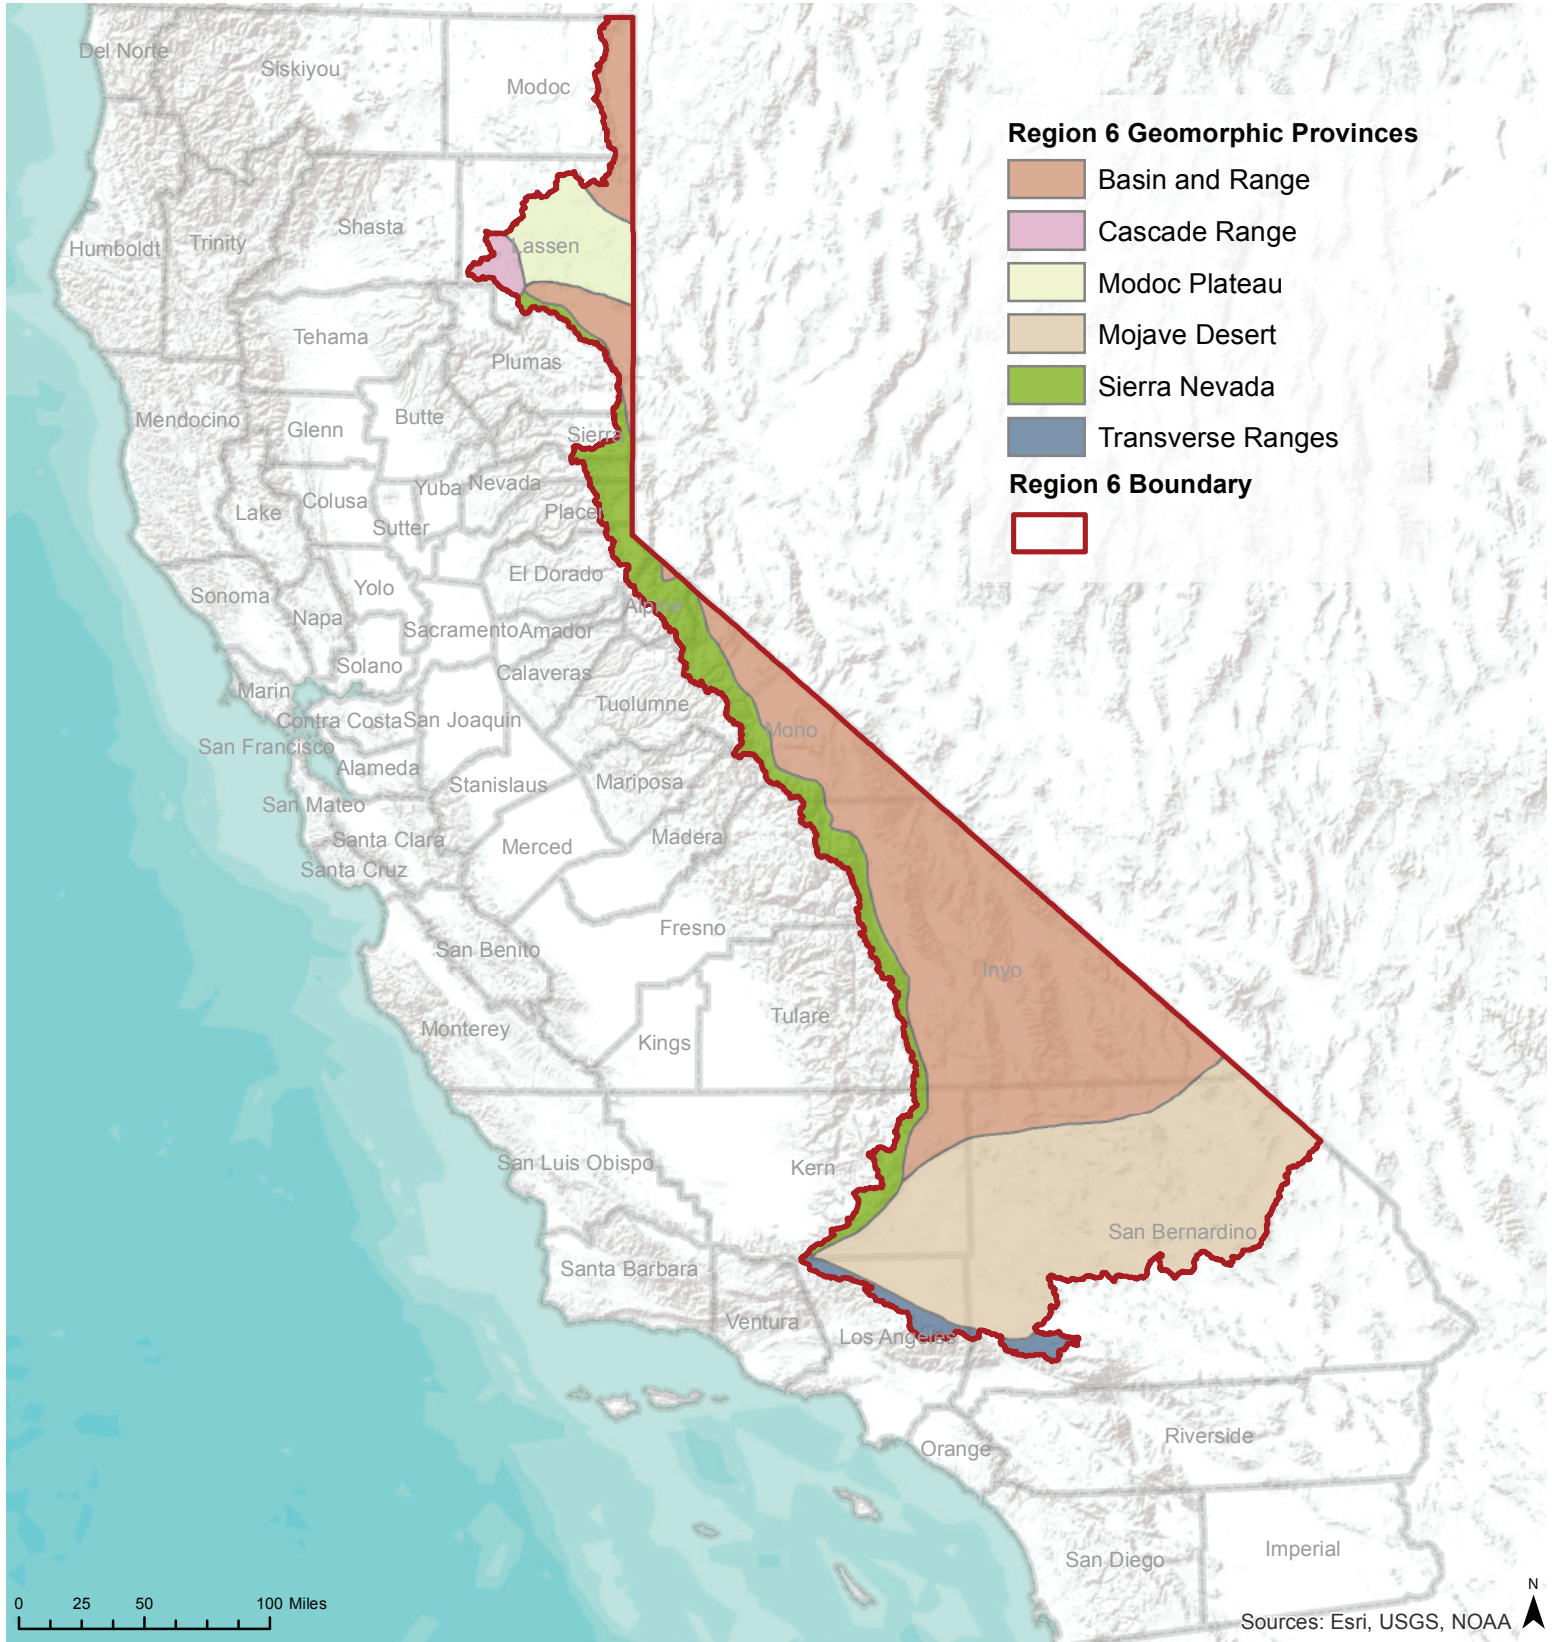 Del Norte
Siskiyou
Modoc
Region 6 Geomorphic Provinces
Basin and Range
Cascade Range
Modoc Plateau
Mojave Desert
Sierra Nevada
Transverse Ranges
Region 6 Boundary
Humboldt
Trinity
Shasta
Lassen
Tehama
Plumas
Mendocino
Glenn
Butte
Sierra
Lake
Colusa
Sutter
Yuba
Nevada
Placer
Sonoma
Napa
Yolo
El Dorado
Alpine
Sacramento
Amador
Solano
Calaveras
Marin
Contra Costa
San Joaquin
Tuolumne
Mono
San Francisco
Alameda
Stanislaus
Mariposa
San Mateo
Santa Clara
Merced
Madera
Santa Cruz
Fresno
San Benito
Inyo
Monterey
Kings
Tulare
San Luis Obispo
Kern
San Bernardino
Santa Barbara
Ventura
Los Angeles
Orange
Riverside
San Diego
Imperial
0 25 50 100 Miles
N
Sources: Esri, USGS, NOAA